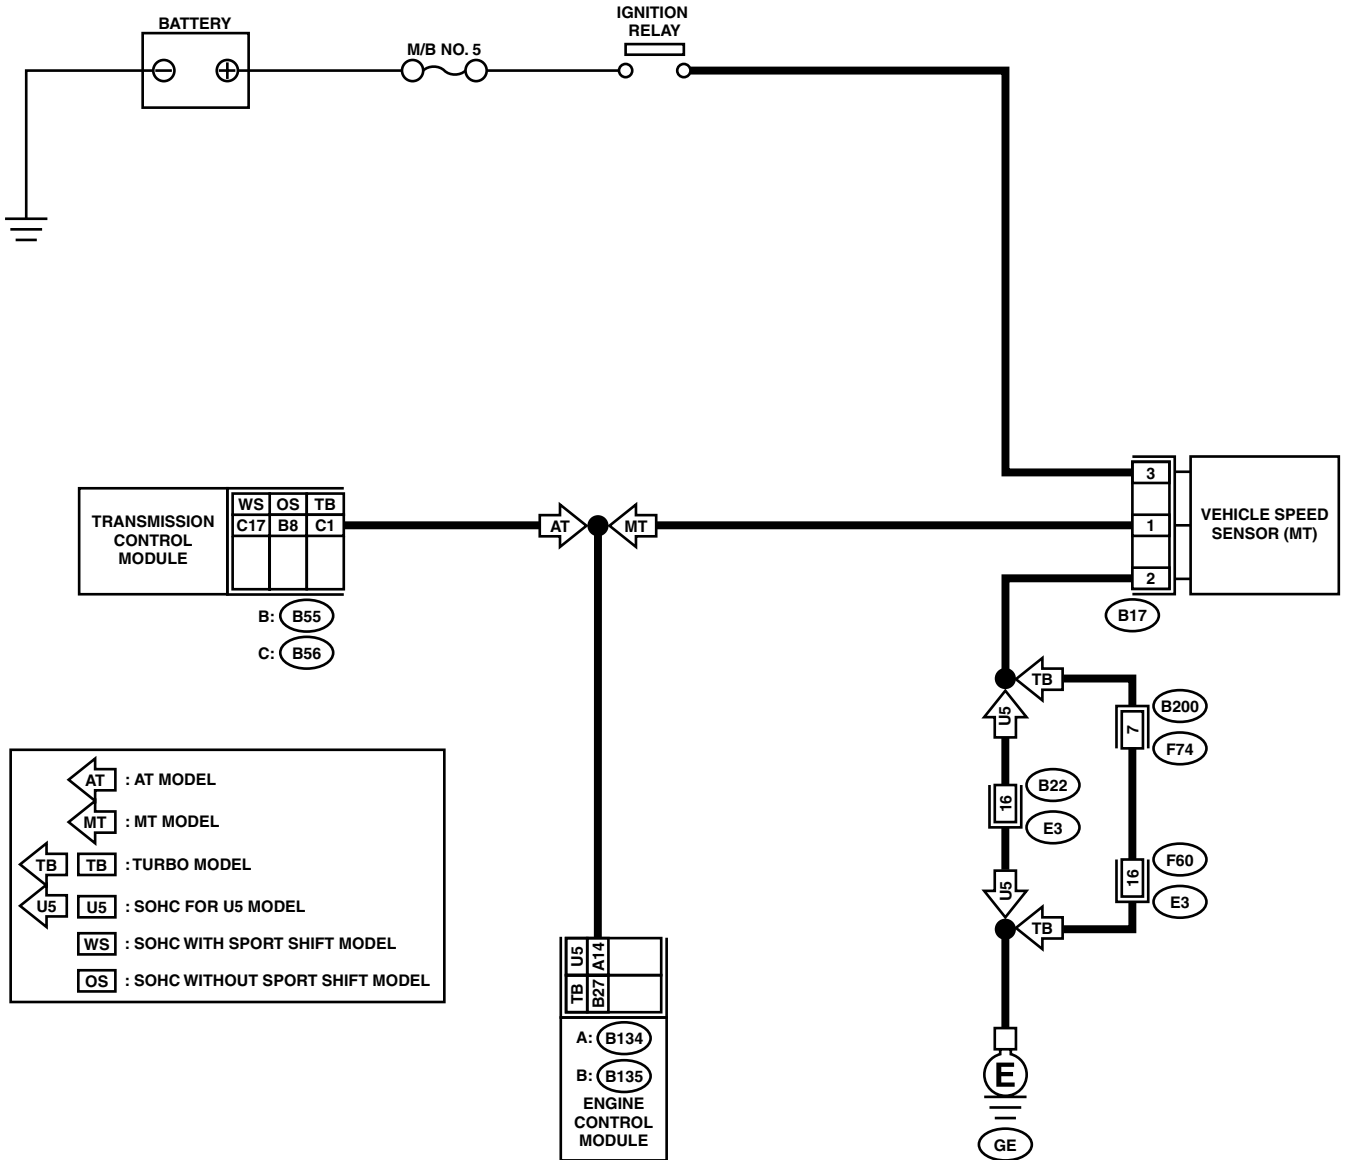 BATTERY
M/B NO. 5
IGNITION
RELAY
TRANSMISSION
CONTROL
MODULE
WS OS TB
C17 B8 C1
B: B55
C: B56
AT
MT
3
1
2
VEHICLE SPEED
SENSOR (MT)
B17
TB
U5
7
B200
F74
16
B22
E3
16
F60
E3
U5
TB
E
GE
AT : AT MODEL
MT : MT MODEL
TB TB : TURBO MODEL
U5 U5 : SOHC FOR U5 MODEL
WS : SOHC WITH SPORT SHIFT MODEL
OS : SOHC WITHOUT SPORT SHIFT MODEL
U5 A14
TB B27
A: B134
B: B135
ENGINE
CONTROL
MODULE